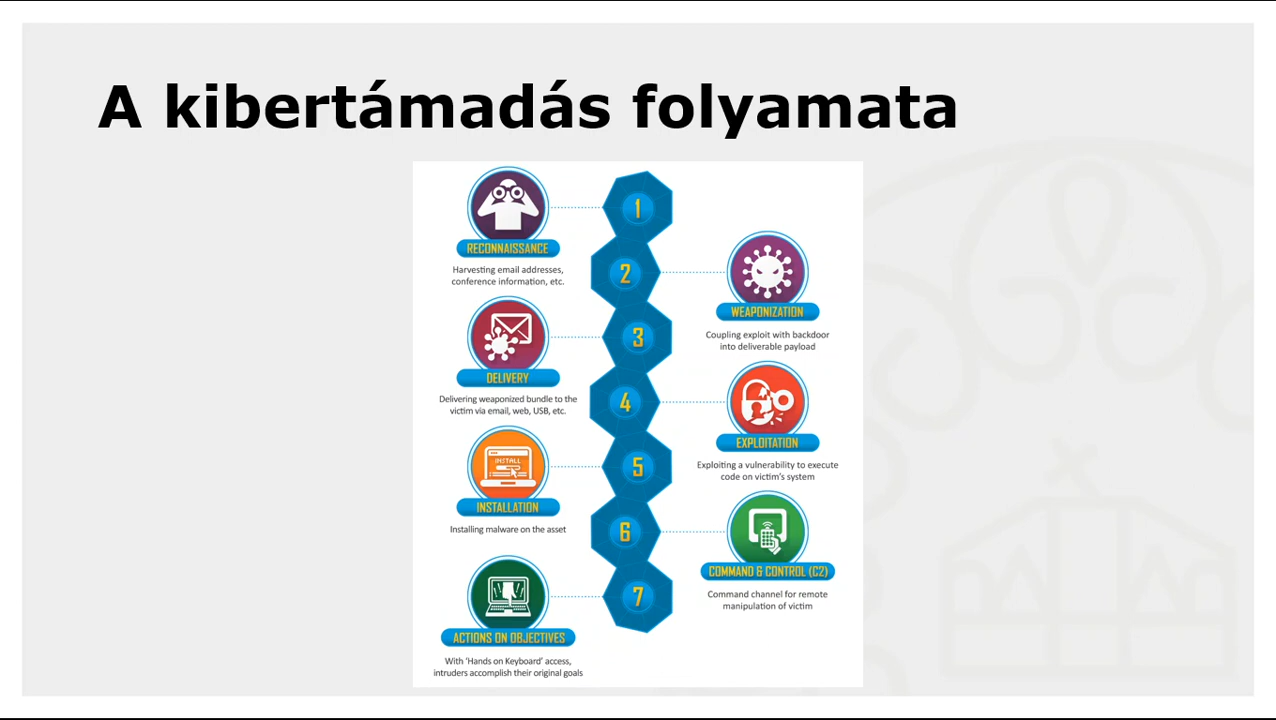 A kibertámadás folyamata
1
RECONNAISSANCE
Harvesting email addresses,
conference information, etc.
2
WEAPONIZATION
Coupling exploit with backdoor
into deliverable payload
3
DELIVERY
Delivering weaponized bundle to the
victim via email, web, USB, etc.
4
EXPLOITATION
Exploiting a vulnerability to execute
code on victim's system
5
INSTALL
INSTALLATION
Installing malware on the asset
6
COMMAND & CONTROL (C2)
Command channel for remote
manipulation of victim
7
ACTIONS ON OBJECTIVES
With 'Hands on Keyboard' access,
intruders accomplish their original goals